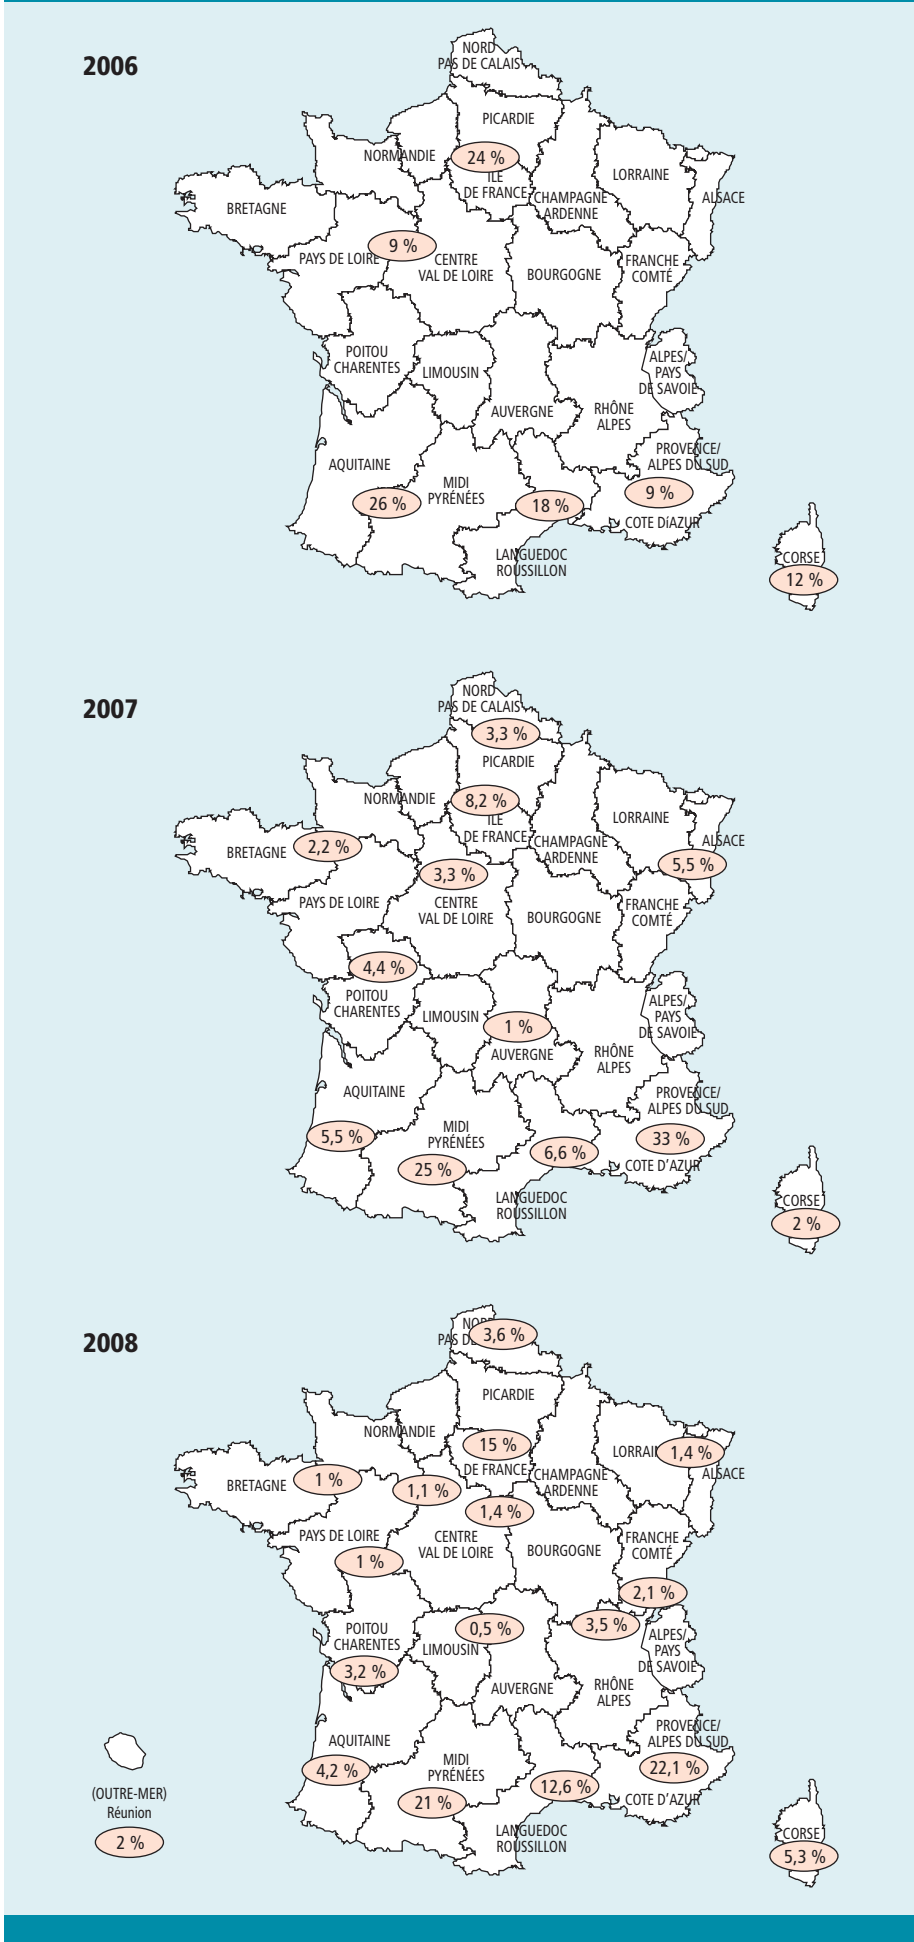 2006
NORD
PAS DE CALAIS
PICARDIE
NORMANDIE
24 %
LORRAINE
ILE
DE FRANCE
CHAMPAGNE
ARDENNE
ALSACE
BRETAGNE
9 %
PAYS DE LOIRE
CENTRE
VAL DE LOIRE
BOURGOGNE
FRANCHE
COMTÉ
POITOU
CHARENTES
LIMOUSIN
ALPES/
PAYS
DE SAVOIE
AUVERGNE
RHÔNE
ALPES
PROVENCE/
ALPES DU SUD
AQUITAINE
MIDI
PYRÉNÉES
26 %
18 %
9 %
COTE DíAZUR
LANGUEDOC
ROUSSILLON
CORSE
12 %
2007
NORD
PAS DE CALAIS
3,3 %
PICARDIE
NORMANDIE
8,2 %
LORRAINE
ILE
DE FRANCE
CHAMPAGNE
ARDENNE
ALSACE
5,5 %
BRETAGNE
2,2 %
3,3 %
PAYS DE LOIRE
CENTRE
VAL DE LOIRE
BOURGOGNE
FRANCHE
COMTÉ
4,4 %
POITOU
CHARENTES
LIMOUSIN
1 %
AUVERGNE
ALPES/
PAYS
DE SAVOIE
RHÔNE
ALPES
AQUITAINE
PROVENCE/
ALPES DU SUD
5,5 %
MIDI
PYRÉNÉES
25 %
6,6 %
33 %
COTE D'AZUR
LANGUEDOC
ROUSSILLON
CORSE
2 %
2008
3,6 %
PICARDIE
NORMANDIE
15 %
DE FRANCE
CHAMPAGNE
ARDENNE
1,4 %
ALSACE
BRETAGNE
1 %
1,1 %
1,4 %
PAYS DE LOIRE
1 %
CENTRE
VAL DE LOIRE
BOURGOGNE
FRANCHE
COMTÉ
2,1 %
POITOU
CHARENTES
3,2 %
0,5 %
LIMOUSIN
3,5 %
ALPES/
PAYS
DE SAVOIE
AUVERGNE
RHÔNE
ALPES
AQUITAINE
4,2 %
MIDI
PYRÉNÉES
21 %
12,6 %
PROVENCE/
ALPES DU SUD
22,1 %
COTE D'AZUR
LANGUEDOC
ROUSSILLON
(OUTRE-MER)
Réunion
2 %
CORSE
5,3 %